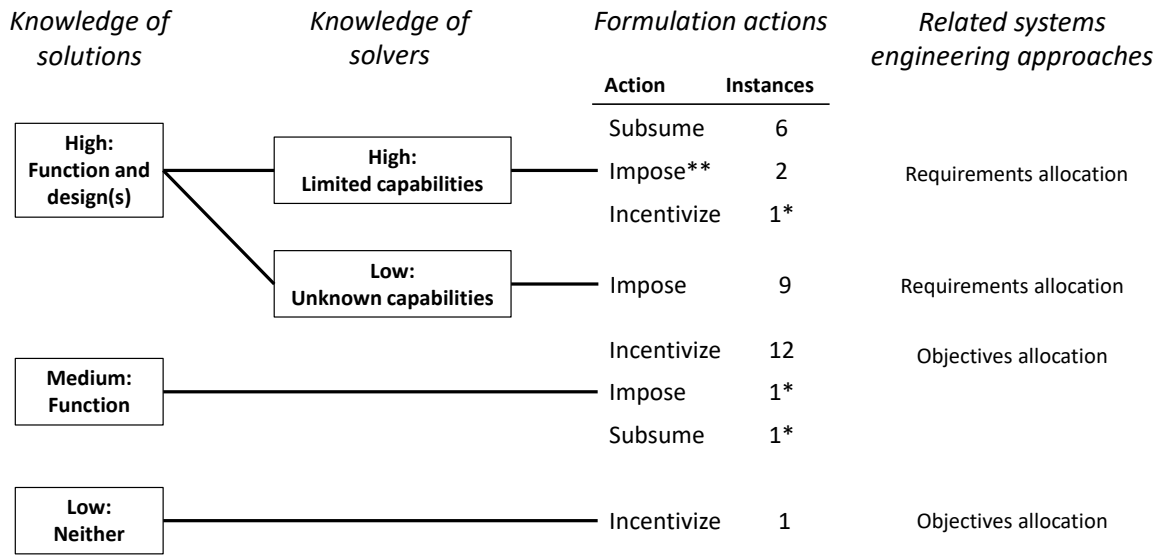 Knowledge of
solutions
Knowledge of
solvers
Formulation actions
Related systems
engineering approaches
Action Instances
High:
Function and
design(s)
High:
Limited capabilities
Subsume 6
Impose** 2
Incentivize 1*
Requirements allocation
Low:
Unknown capabilities
Impose 9
Requirements allocation
Medium:
Function
Incentivize 12
Impose 1*
Subsume 1*
Objectives allocation
Low:
Neither
Incentivize 1
Objectives allocation